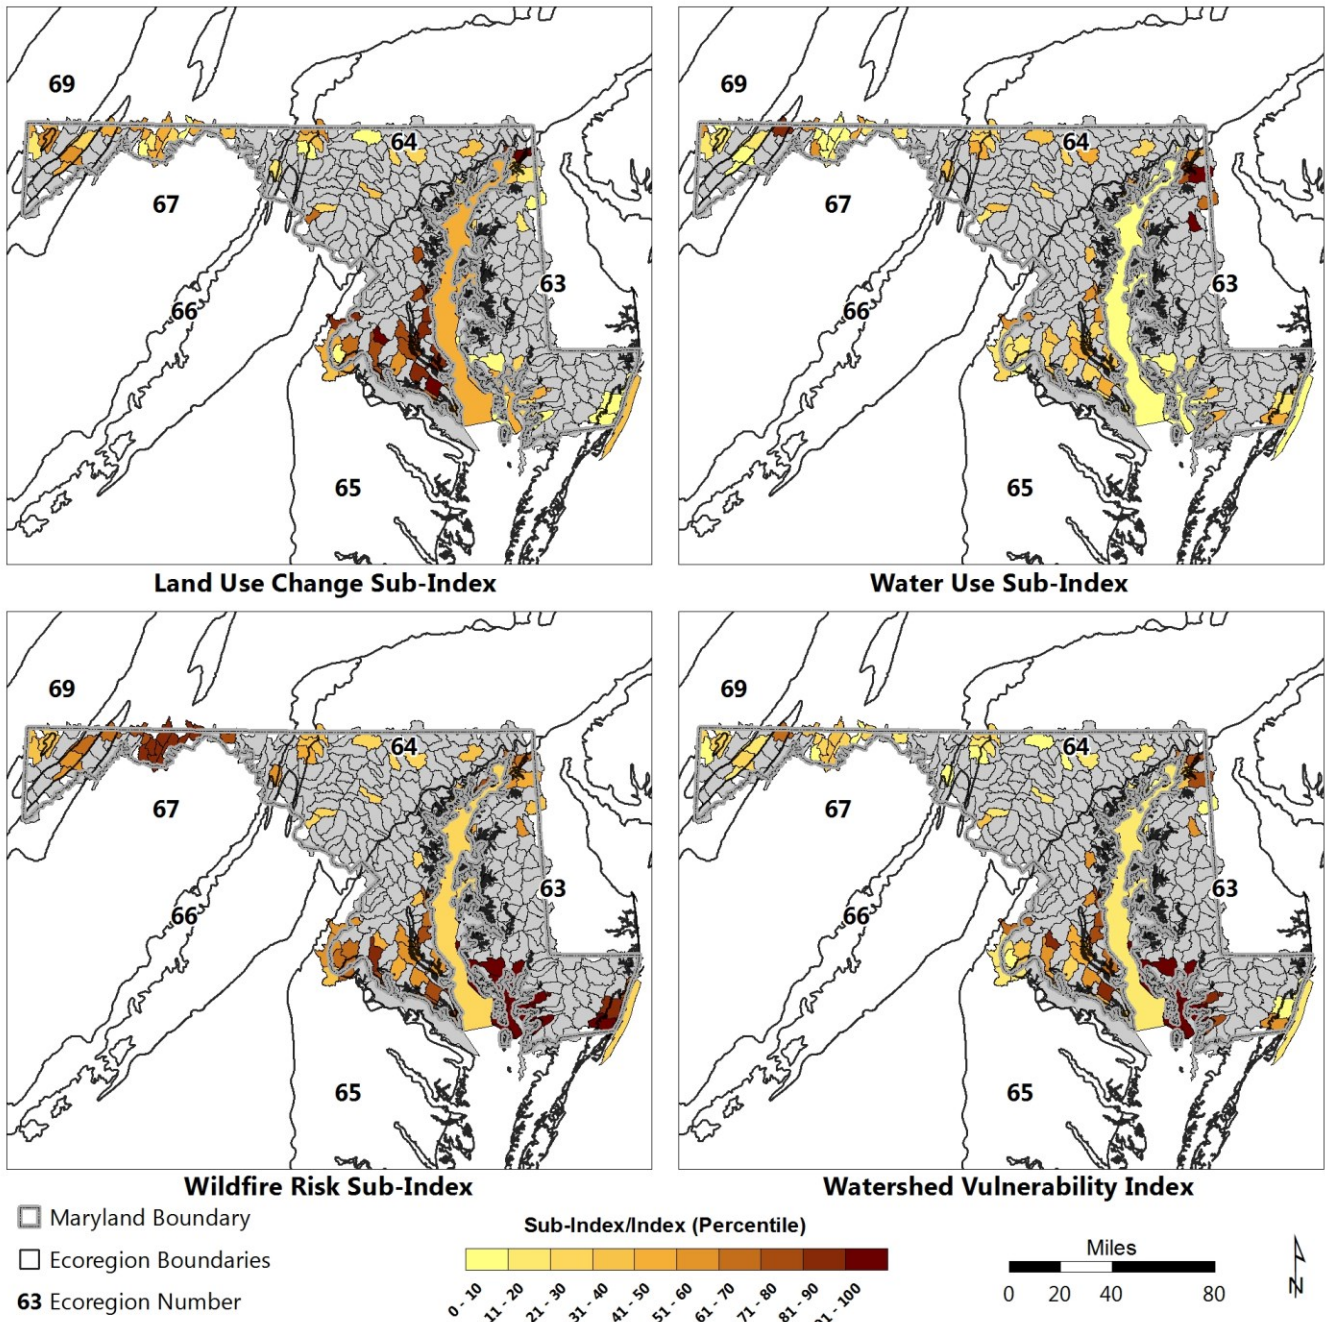 69
64
67
63
66
65
Land Use Change Sub-Index
69
64
67
63
66
65
Water Use Sub-Index
69
64
67
63
66
65
Wildfire Risk Sub-Index
69
64
67
63
66
65
Watershed Vulnerability Index
Maryland Boundary
Ecoregion Boundaries
63 Ecoregion Number
Sub-Index/Index (Percentile)
0 - 10
11 - 20
21 - 30
31 - 40
41 - 50
51 - 60
61 - 70
71 - 80
81 - 90
91 - 100
Miles
0 20 40 80
N